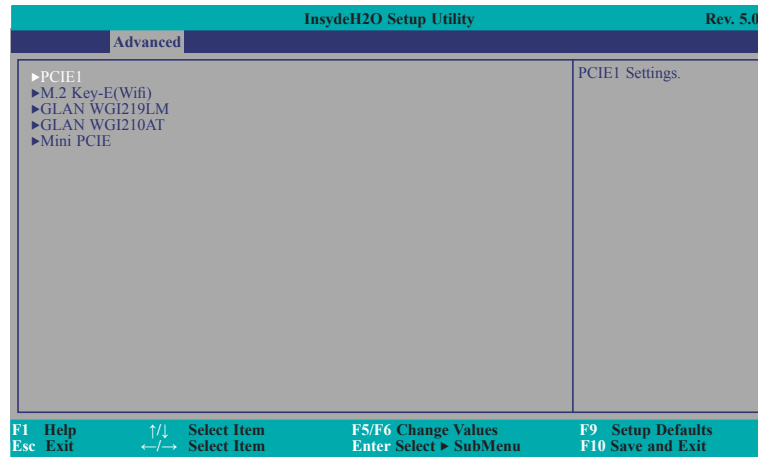 InsydeH2O Setup Utility Rev. 5.0
Advanced
►PCIE1
►M.2 Key-E(Wifi)
►GLAN WGI219LM
►GLAN WGI210AT
►Mini PCIE
PCIE1 Settings.
F1 Help ↑/↓ Select Item F5/F6 Change Values F9 Setup Defaults
Esc Exit ←/→ Select Item Enter Select ► SubMenu F10 Save and Exit